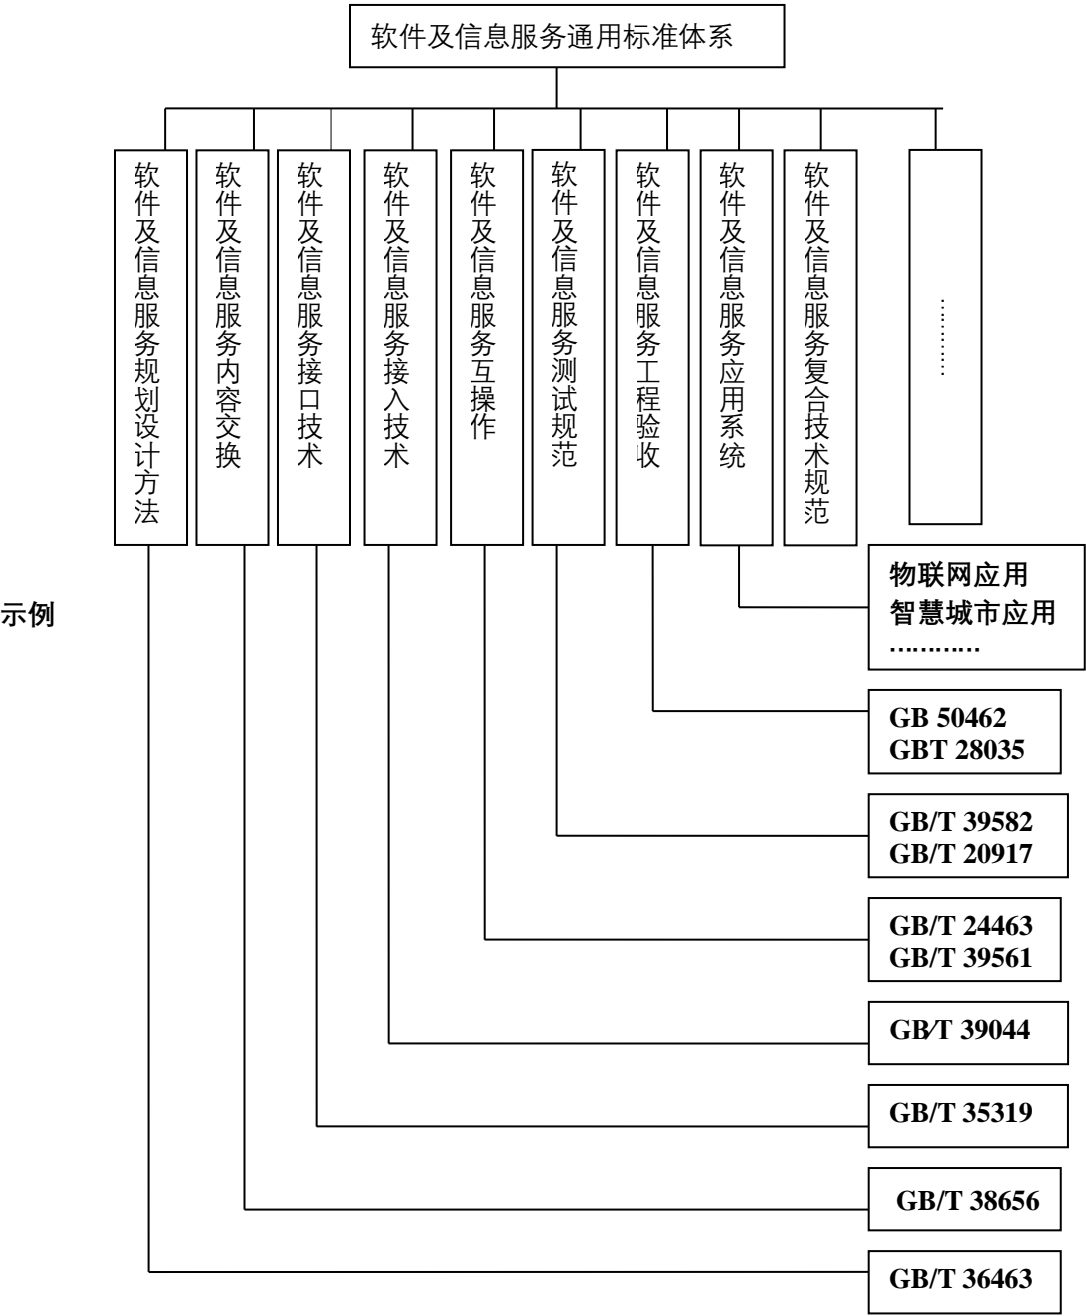 软件及信息服务通用标准体系
软件及信息服务规划设计方法
软件及信息服务内容交换
软件及信息服务接口技术
软件及信息服务接入技术
软件及信息服务互操作
软件及信息服务测试规范
软件及信息服务工程验收
软件及信息服务应用系统
软件及信息服务复合技术规范
…………
示例
物联网应用
智慧城市应用
…………
GB 50462
GBT 28035
GB/T 39582
GB/T 20917
GB/T 24463
GB/T 39561
GB∕T 39044
GB/T 35319
GB/T 38656
GB/T 36463